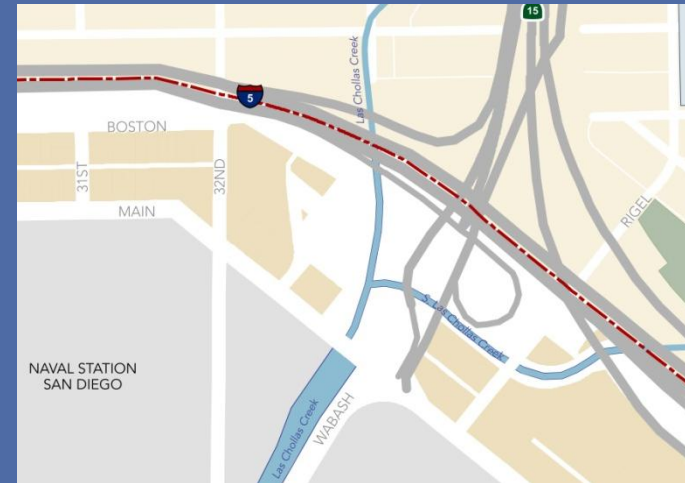 15
Las Chollas Creek
5
BOSTON
31ST
32ND
MAIN
RIGEL
S. Las Chollas Creek
NAVAL STATION
SAN DIEGO
Las Chollas Creek
WABASH